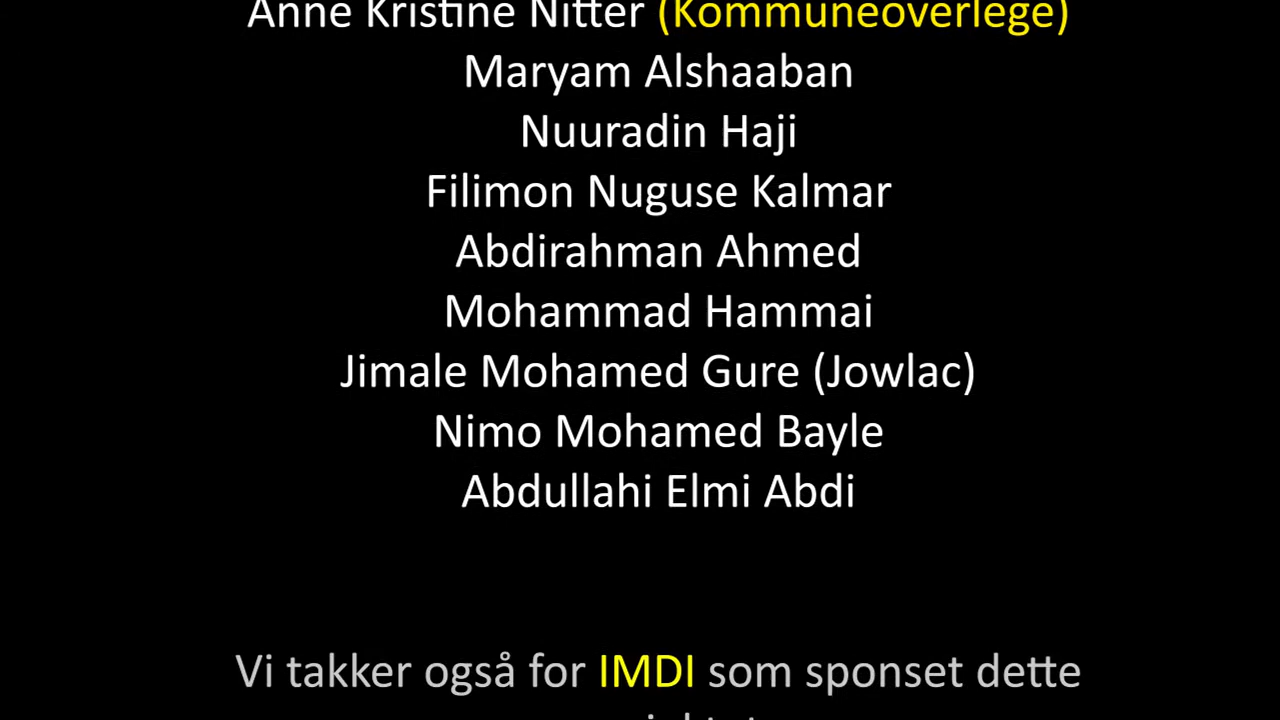 Anne Kristine Nitter (Kommuneoverlege)
Maryam Alshaaban
Nuuradin Haji
Filimon Nuguse Kalmar
Abdirahman Ahmed
Mohammad Hammai
Jimale Mohamed Gure (Jowlac)
Nimo Mohamed Bayle
Abdullahi Elmi Abdi
Vi takker også for IMDI som sponset dette